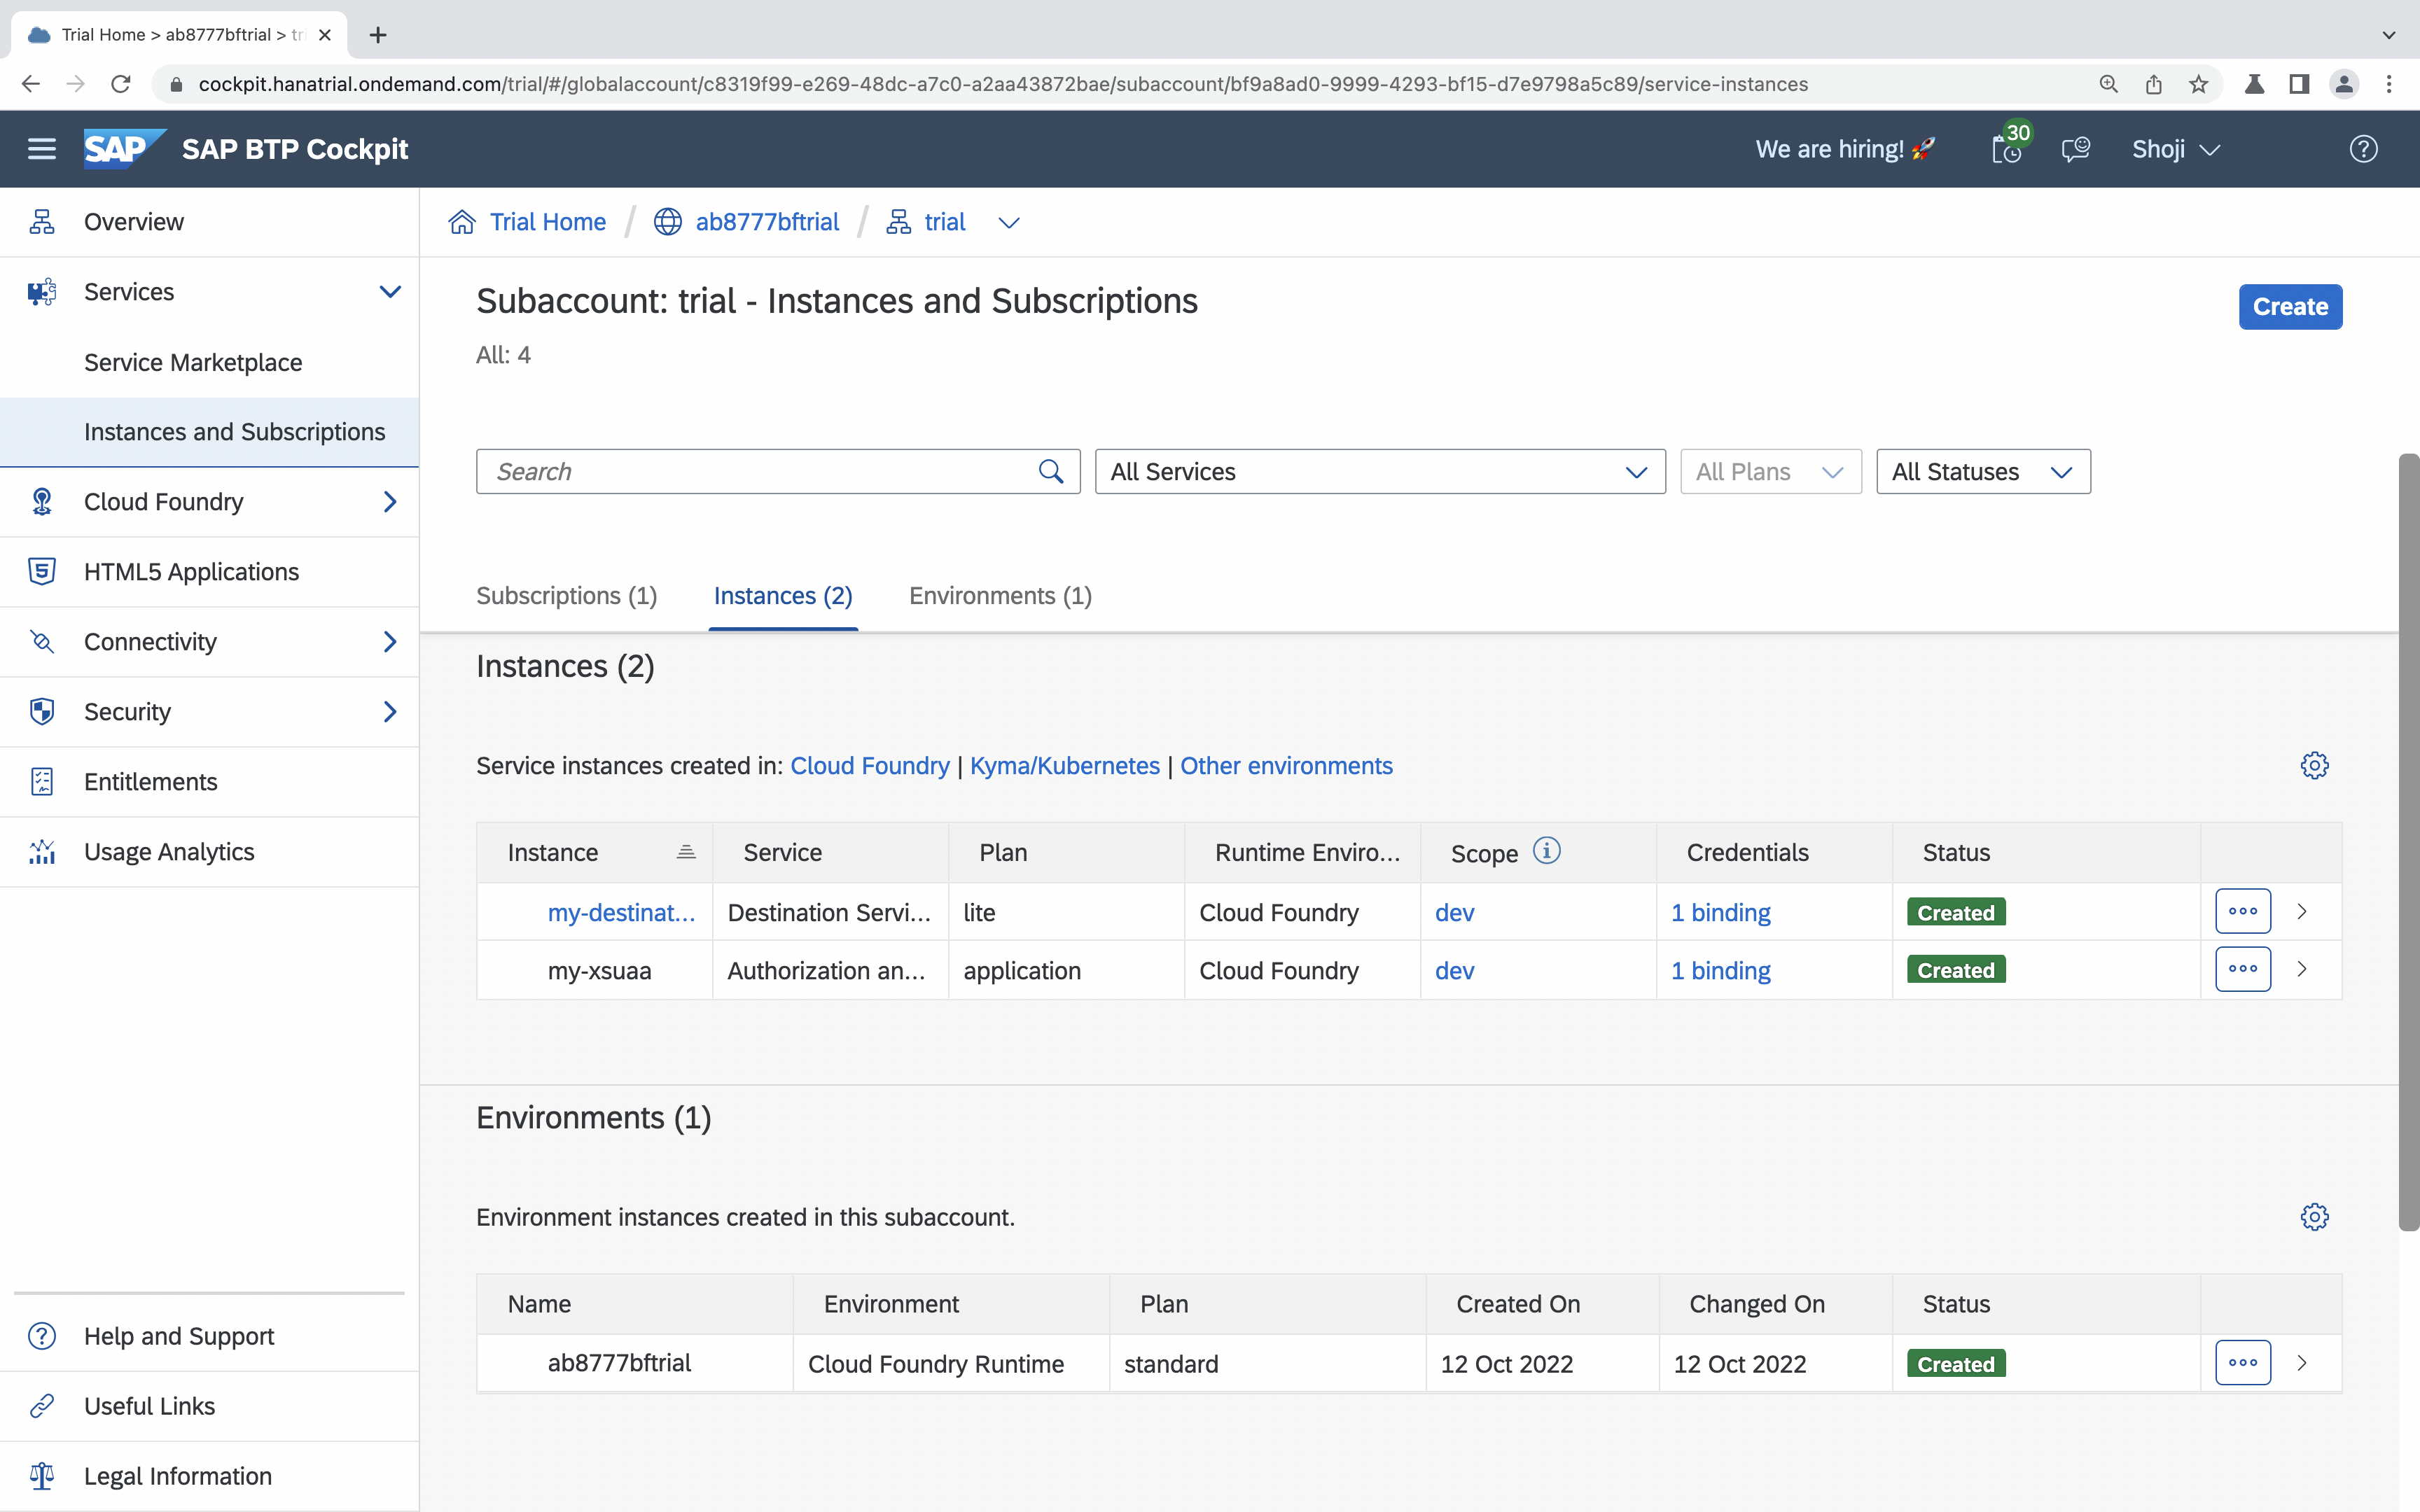 Trial Home > ab8777bftrial > tri
cockpit.hanatrial.ondemand.com/trial/#/globalaccount/c8319f99-e269-48dc-a7c0-a2aa43872bae/subaccount/bf9a8ad0-9999-4293-bf15-d7e9798a5c89/service-instances
SAP SAP BTP Cockpit We are hiring! 🚀 30 Shoji
Overview
Services
Service Marketplace
Instances and Subscriptions
Cloud Foundry
HTML5 Applications
Connectivity
Security
Entitlements
Usage Analytics
Help and Support
Useful Links
Legal Information
Trial Home / ab8777bftrial / trial
Subaccount: trial - Instances and Subscriptions Create
All: 4
Search All Services All Plans All Statuses
Subscriptions (1) Instances (2) Environments (1)
Instances (2)
Service instances created in: Cloud Foundry | Kyma/Kubernetes | Other environments
Instance Service Plan Runtime Enviro... Scope Credentials Status
my-destinat... Destination Servi... lite Cloud Foundry dev 1 binding Created
my-xsuaa Authorization an... application Cloud Foundry dev 1 binding Created
Environments (1)
Environment instances created in this subaccount.
Name Environment Plan Created On Changed On Status
ab8777bftrial Cloud Foundry Runtime standard 12 Oct 2022 12 Oct 2022 Created